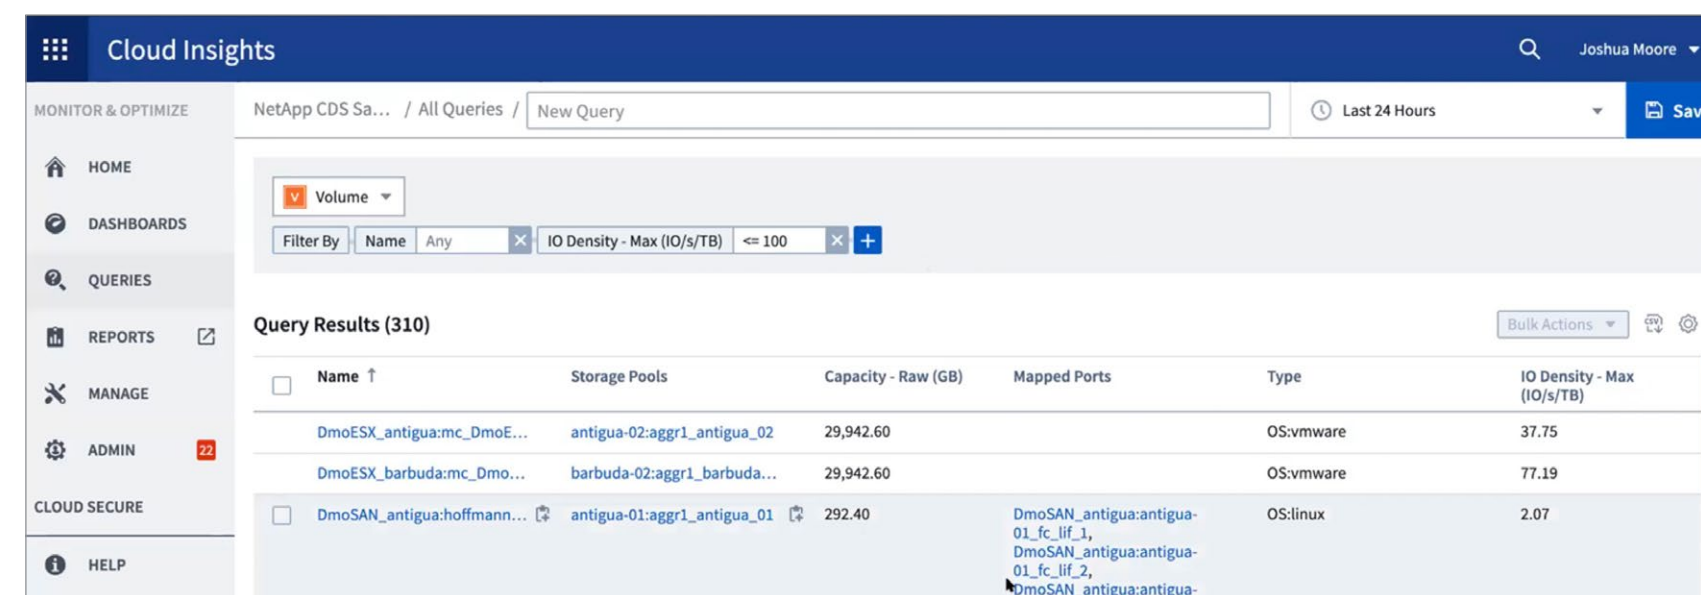 Cloud Insights
Joshua Moore
MONITOR & OPTIMIZE
NetApp CDS Sa... / All Queries / New Query
Last 24 Hours
Sav
HOME
DASHBOARDS
QUERIES
REPORTS
MANAGE
ADMIN 22
CLOUD SECURE
HELP
V Volume
Filter By Name Any IO Density - Max (IO/s/TB) <= 100
Query Results (310)
Bulk Actions
CSV
Name ↑ Storage Pools Capacity - Raw (GB) Mapped Ports Type IO Density - Max
(IO/s/TB)
DmoESX_antigua:mc_DmoE... antigua-02:aggr1_antigua_02 29,942.60 OS:vmware 37.75
DmoESX_barbuda:mc_Dmo... barbuda-02:aggr1_barbuda... 29,942.60 OS:vmware 77.19
DmoSAN_antigua:hoffmann... antigua-01:aggr1_antigua_01 292.40 DmoSAN_antigua:antigua- OS:linux 2.07
01_fc_lif_1,
DmoSAN_antigua:antigua-
01_fc_lif_2,
DmoSAN_antigua:antigua-